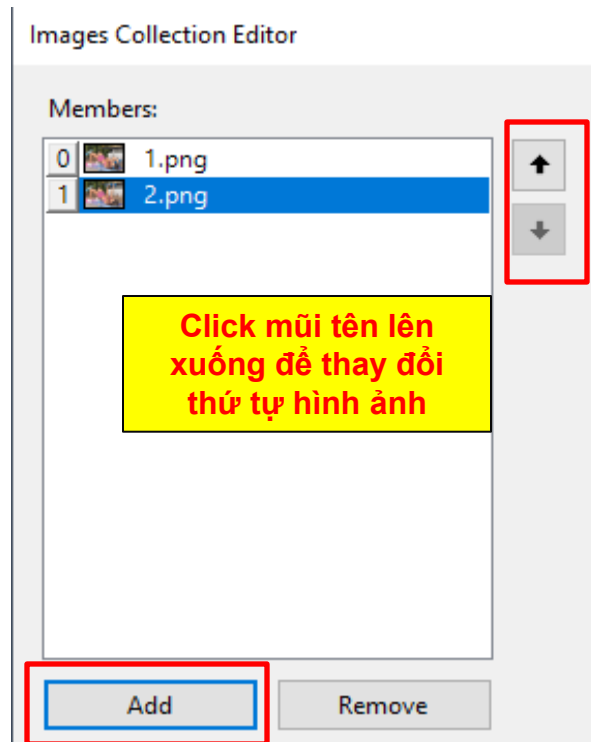 Images Collection Editor
Members:
0 1.png
1 2.png
Click mũi tên lên
xuống để thay đổi
thứ tự hình ảnh
Add Remove